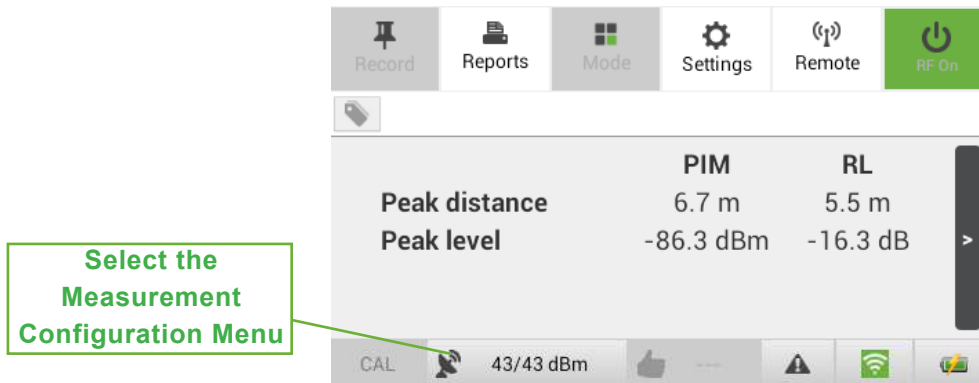 Record Reports Mode Settings Remote RF On
PIM RL
Peak distance 6.7 m 5.5 m
Peak level -86.3 dBm -16.3 dB >
Select the
Measurement
Configuration Menu
CAL 43/43 dBm ---